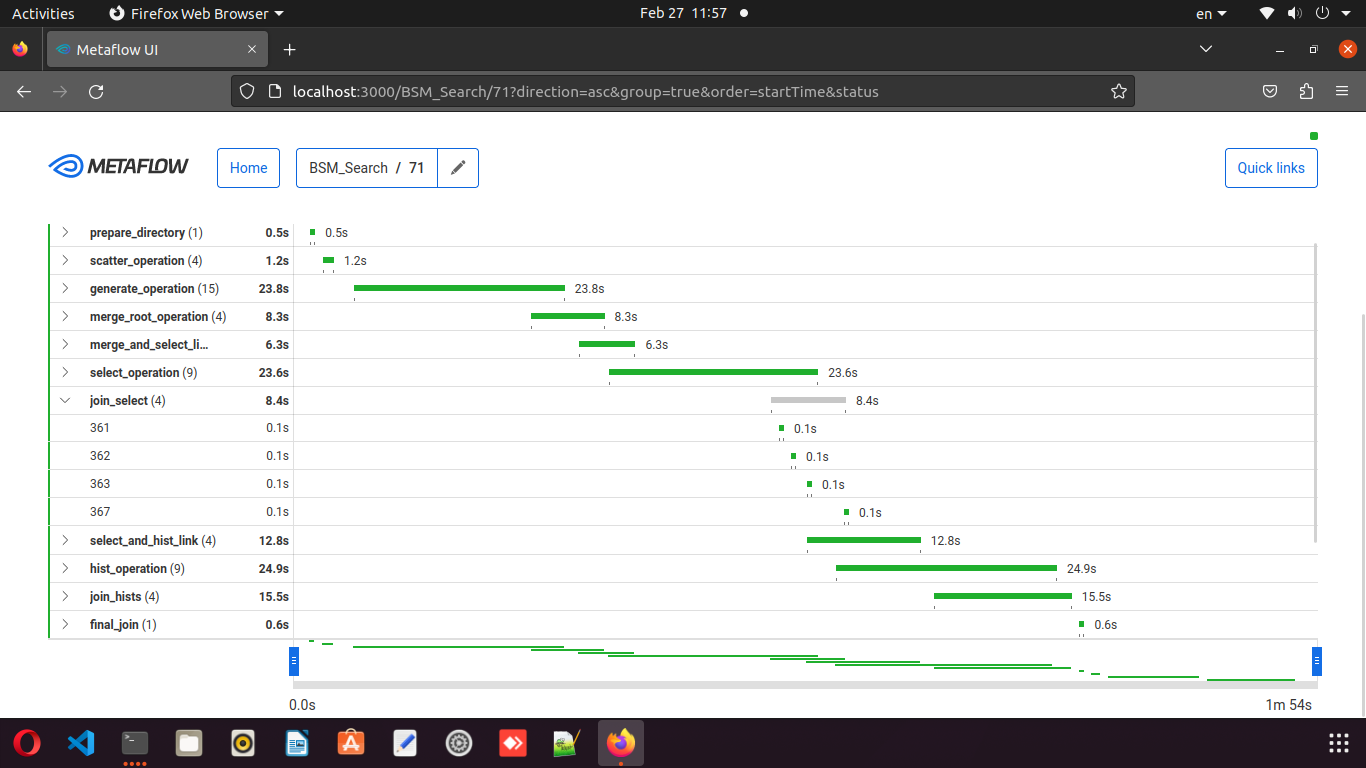 Activities Firefox Web Browser Feb 27 11:57 en
Metaflow UI
localhost:3000/BSM_Search/71?direction=asc&group=true&order=startTime&status
METAFLOW Home BSM_Search / 71 Quick links
prepare_directory (1) 0.5s 0.5s
scatter_operation (4) 1.2s 1.2s
generate_operation (15) 23.8s 23.8s
merge_root_operation (4) 8.3s 8.3s
merge_and_select_li... 6.3s 6.3s
select_operation (9) 23.6s 23.6s
join_select (4) 8.4s 8.4s
361 0.1s 0.1s
362 0.1s 0.1s
363 0.1s 0.1s
367 0.1s 0.1s
select_and_hist_link (4) 12.8s 12.8s
hist_operation (9) 24.9s 24.9s
join_hists (4) 15.5s 15.5s
final_join (1) 0.6s 0.6s
0.0s 1m 54s